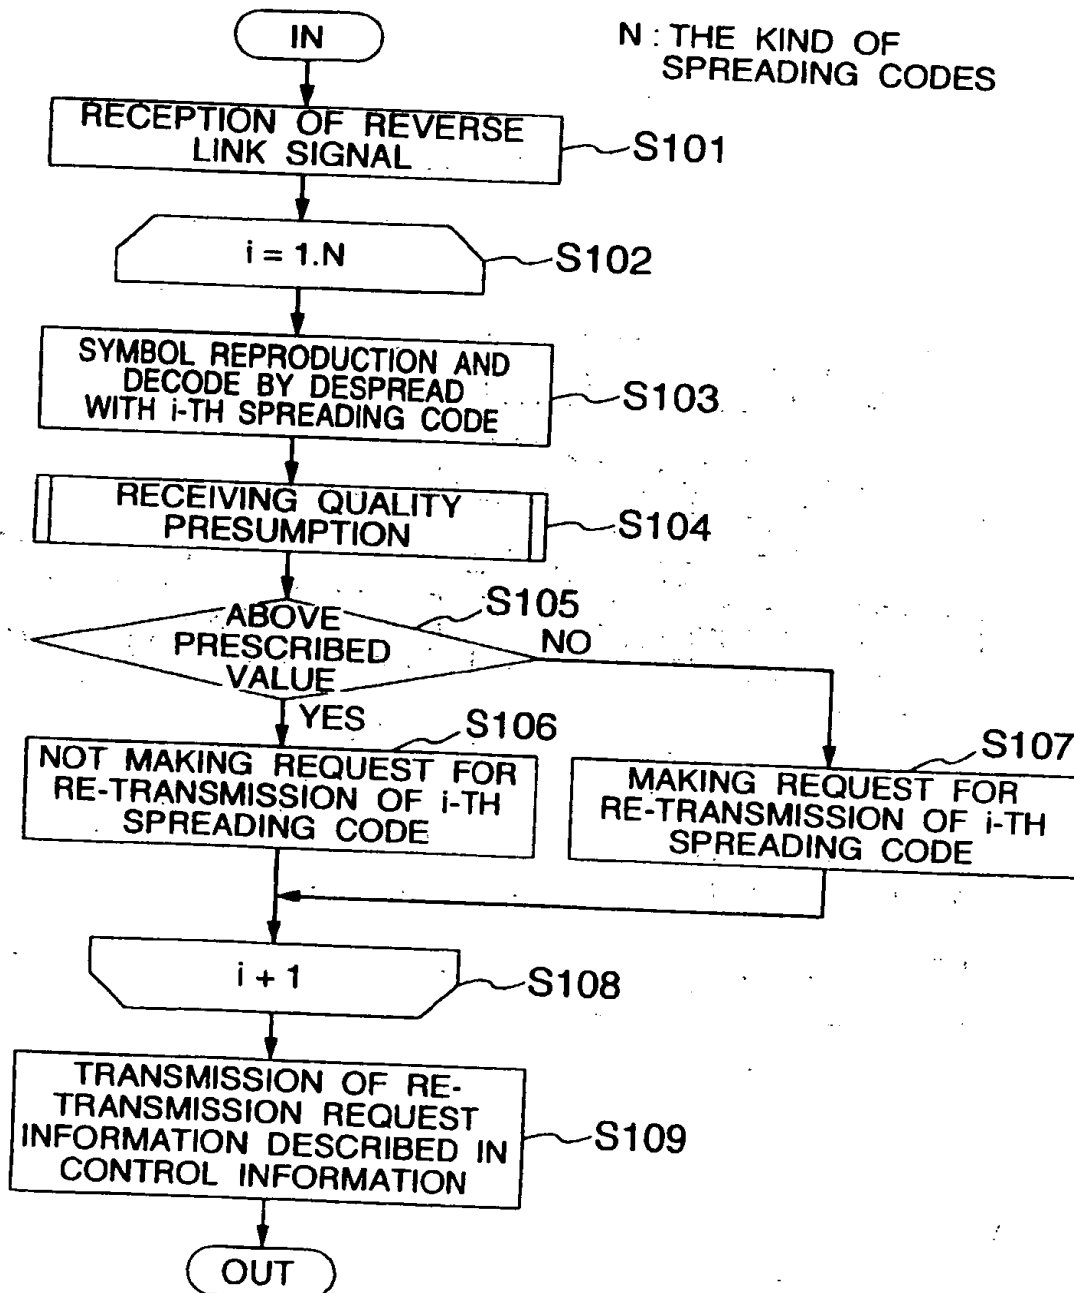 IN
N : THE KIND OF
SPREADING CODES
RECEPTION OF REVERSE
LINK SIGNAL
S101
i = 1.N
S102
SYMBOL REPRODUCTION AND
DECODE BY DESPREAD
WITH i-TH SPREADING CODE
S103
RECEIVING QUALITY
PRESUMPTION
S104
ABOVE
PRESCRIBED
VALUE
S105
NO
YES
S106
NOT MAKING REQUEST FOR
RE-TRANSMISSION OF i-TH
SPREADING CODE
S107
MAKING REQUEST FOR
RE-TRANSMISSION OF i-TH
SPREADING CODE
i + 1
S108
TRANSMISSION OF RE-
TRANSMISSION REQUEST
INFORMATION DESCRIBED IN
CONTROL INFORMATION
S109
OUT